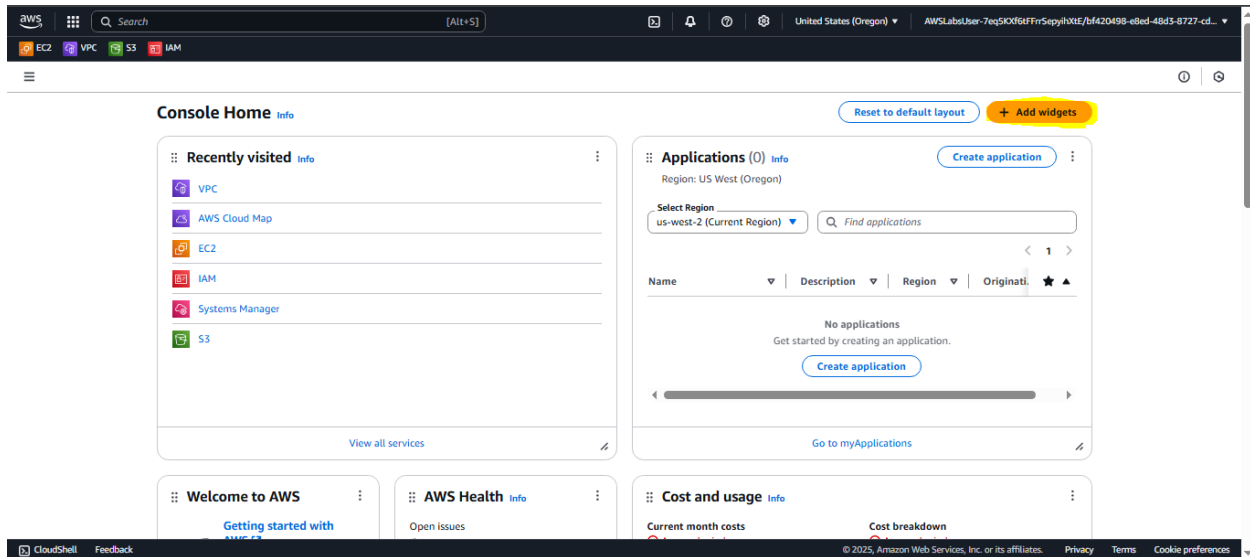 aws
Search [Alt+S]
United States (Oregon) ▼
AWSLabsUser-7eq5KXf6tFFrrSepyihXtE/bf420498-e8ed-48d3-8727-cd... ▼
EC2 VPC S3 IAM
Console Home Info
Reset to default layout
+ Add widgets
Recently visited Info
VPC
AWS Cloud Map
EC2
IAM
Systems Manager
S3
View all services
Applications (0) Info
Create application
Region: US West (Oregon)
Select Region
us-west-2 (Current Region) ▼
Find applications
1
Name Description Region Originati.
No applications
Get started by creating an application.
Create application
Go to myApplications
Welcome to AWS
Getting started with
AWS Health Info
Open issues
Cost and usage Info
Current month costs
Cost breakdown
CloudShell Feedback
© 2025, Amazon Web Services, Inc. or its affiliates. Privacy Terms Cookie preferences